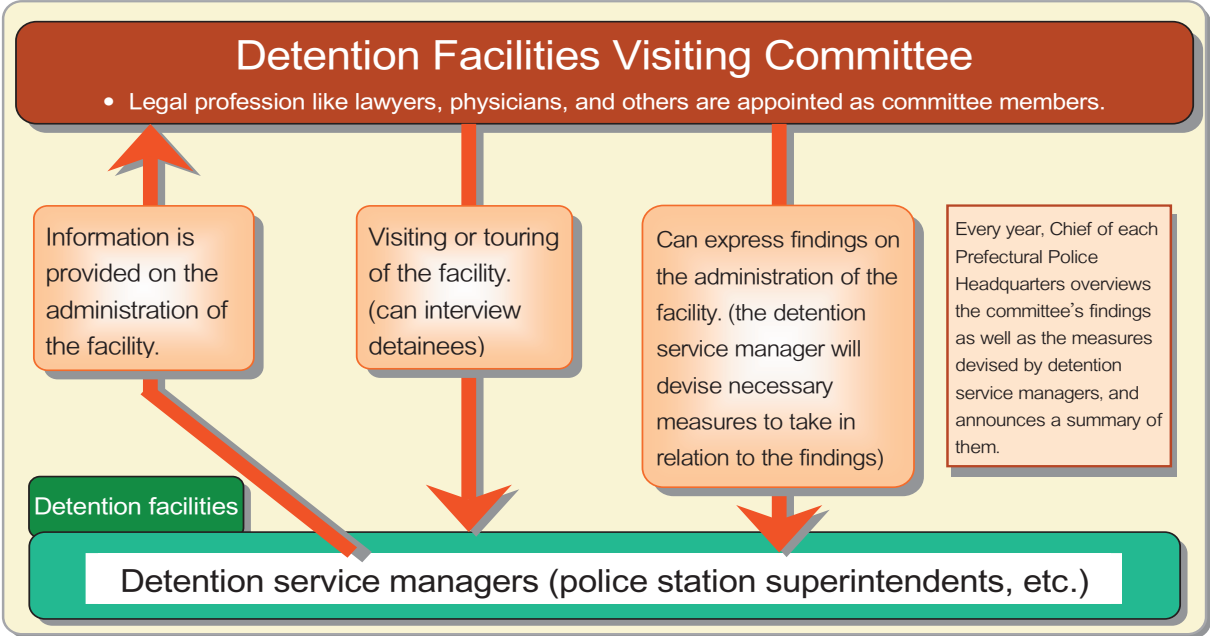 Detention Facilities Visiting Committee
• Legal profession like lawyers, physicians, and others are appointed as committee members.
Information is
provided on the
administration of
the facility.
Visiting or touring
of the facility.
(can interview
detainees)
Can express findings on
the administration of the
facility. (the detention
service manager will
devise necessary
measures to take in
relation to the findings)
Every year, Chief of each
Prefectural Police
Headquarters overviews
the committee's findings
as well as the measures
devised by detention
service managers, and
announces a summary of
them.
Detention facilities
Detention service managers (police station superintendents, etc.)